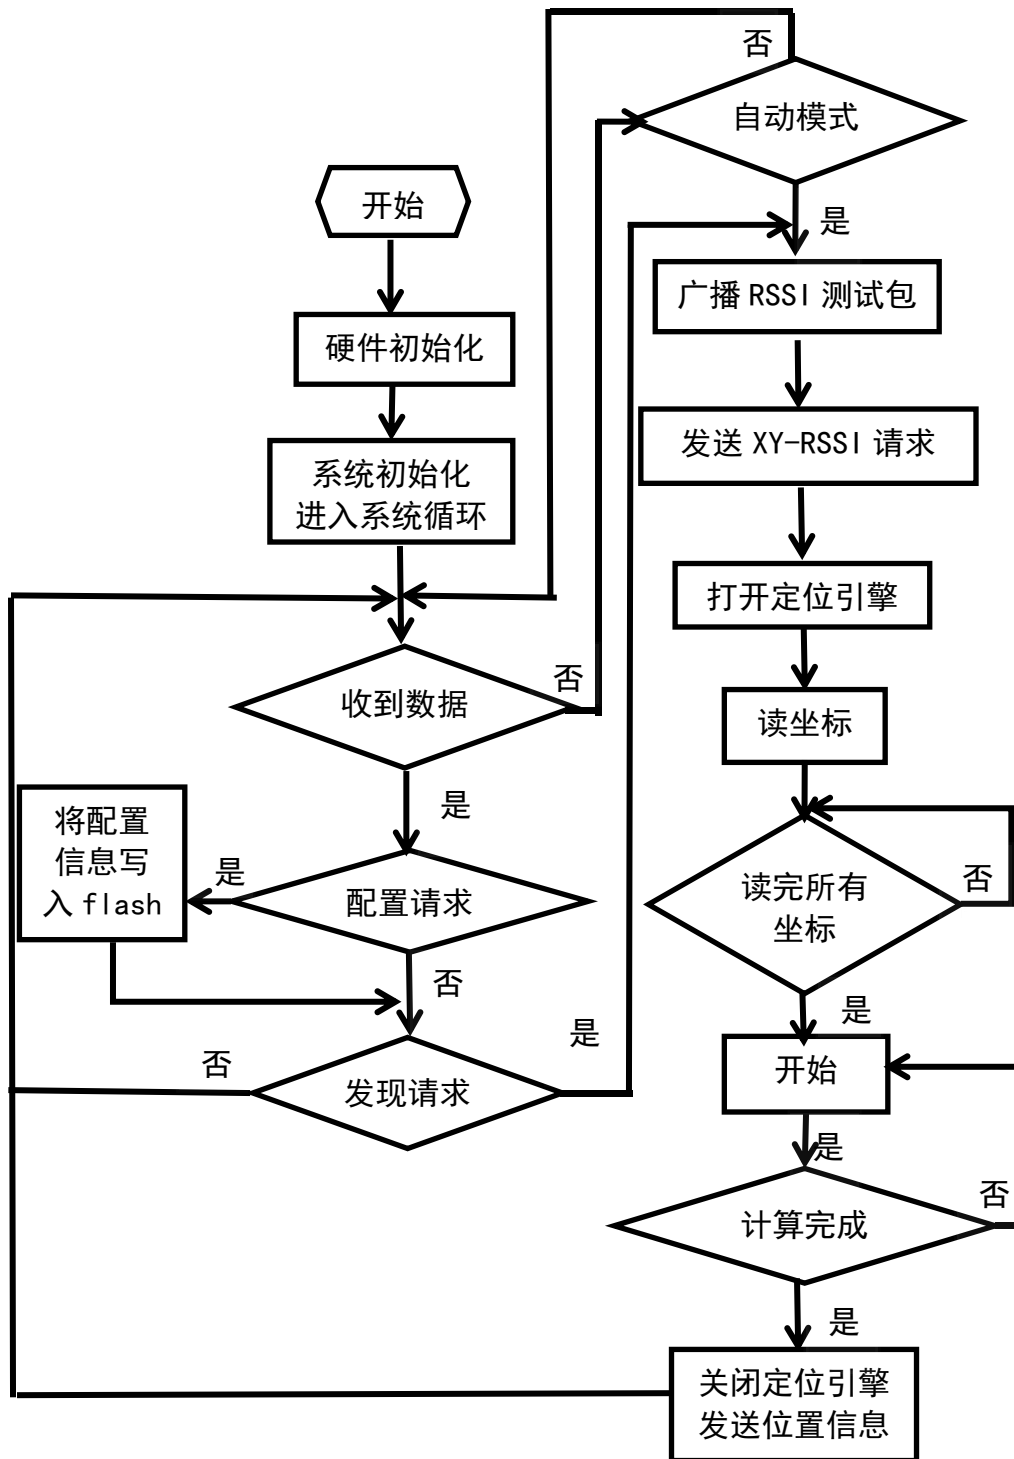 开始
硬件初始化
系统初始化
进入系统循环
收到数据
否
是
配置请求
是
将配置
信息写
入 flash
否
发现请求
否
是
否
自动模式
是
广播 RSSI 测试包
发送 XY-RSSI 请求
打开定位引擎
读坐标
读完所有
坐标
否
是
开始
是
计算完成
否
是
关闭定位引擎
发送位置信息